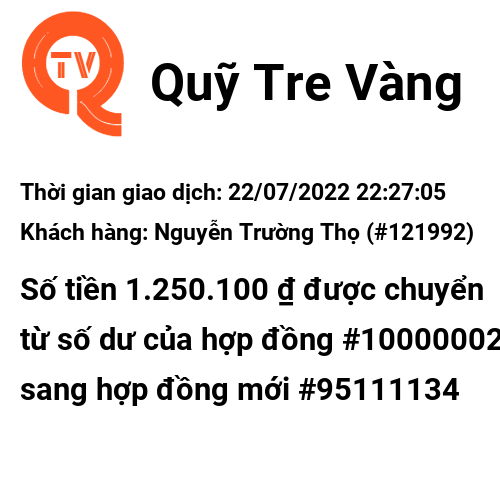 TV
Quỹ Tre Vàng
Thời gian giao dịch: 22/07/2022 22:27:05
Khách hàng: Nguyễn Trường Thọ (#121992)
Số tiền 1.250.100 ₫ được chuyển
từ số dư của hợp đồng #10000002
sang hợp đồng mới #95111134